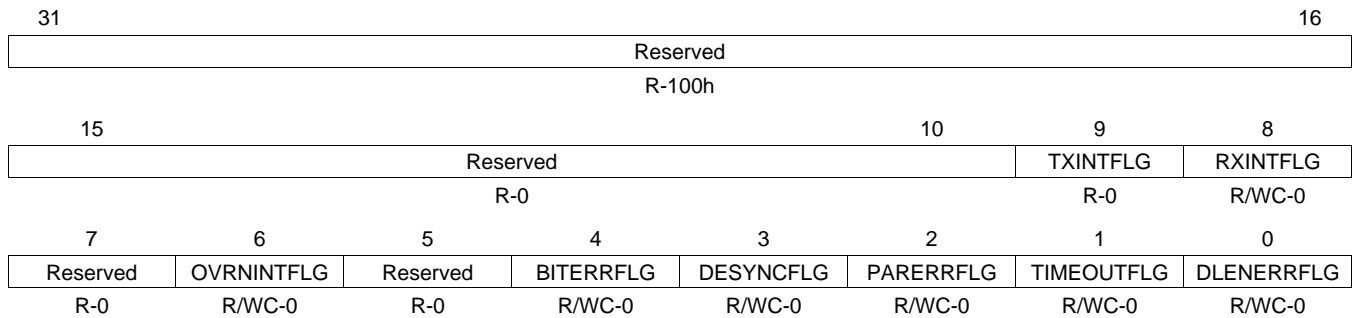 31 16
Reserved
R-100h
15 10 9 8
Reserved TXINTFLG RXINTFLG
R-0 R-0 R/WC-0
7 6 5 4 3 2 1 0
Reserved OVRNINTFLG Reserved BITERRFLG DESYNCFLG PARERRFLG TIMEOUTFLG DLENERRFLG
R-0 R/WC-0 R-0 R/WC-0 R/WC-0 R/WC-0 R/WC-0 R/WC-0